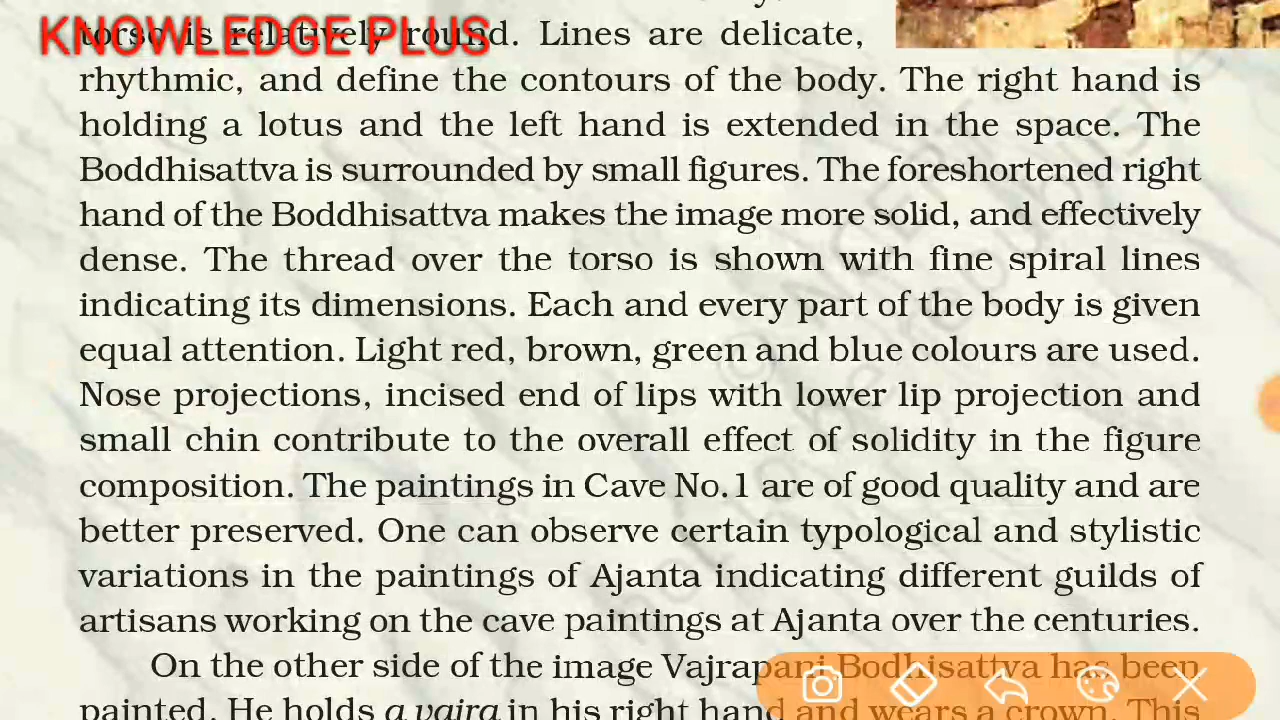 KNOWLEDGE PLUS
torso is relatively round. Lines are delicate,
rhythmic, and define the contours of the body. The right hand is
holding a lotus and the left hand is extended in the space. The
Boddhisattva is surrounded by small figures. The foreshortened right
hand of the Boddhisattva makes the image more solid, and effectively
dense. The thread over the torso is shown with fine spiral lines
indicating its dimensions. Each and every part of the body is given
equal attention. Light red, brown, green and blue colours are used.
Nose projections, incised end of lips with lower lip projection and
small chin contribute to the overall effect of solidity in the figure
composition. The paintings in Cave No.1 are of good quality and are
better preserved. One can observe certain typological and stylistic
variations in the paintings of Ajanta indicating different guilds of
artisans working on the cave paintings at Ajanta over the centuries.
On the other side of the image Vajrapani Bodhisattva has been
painted. He holds a vajra in his right hand and wears a crown. This